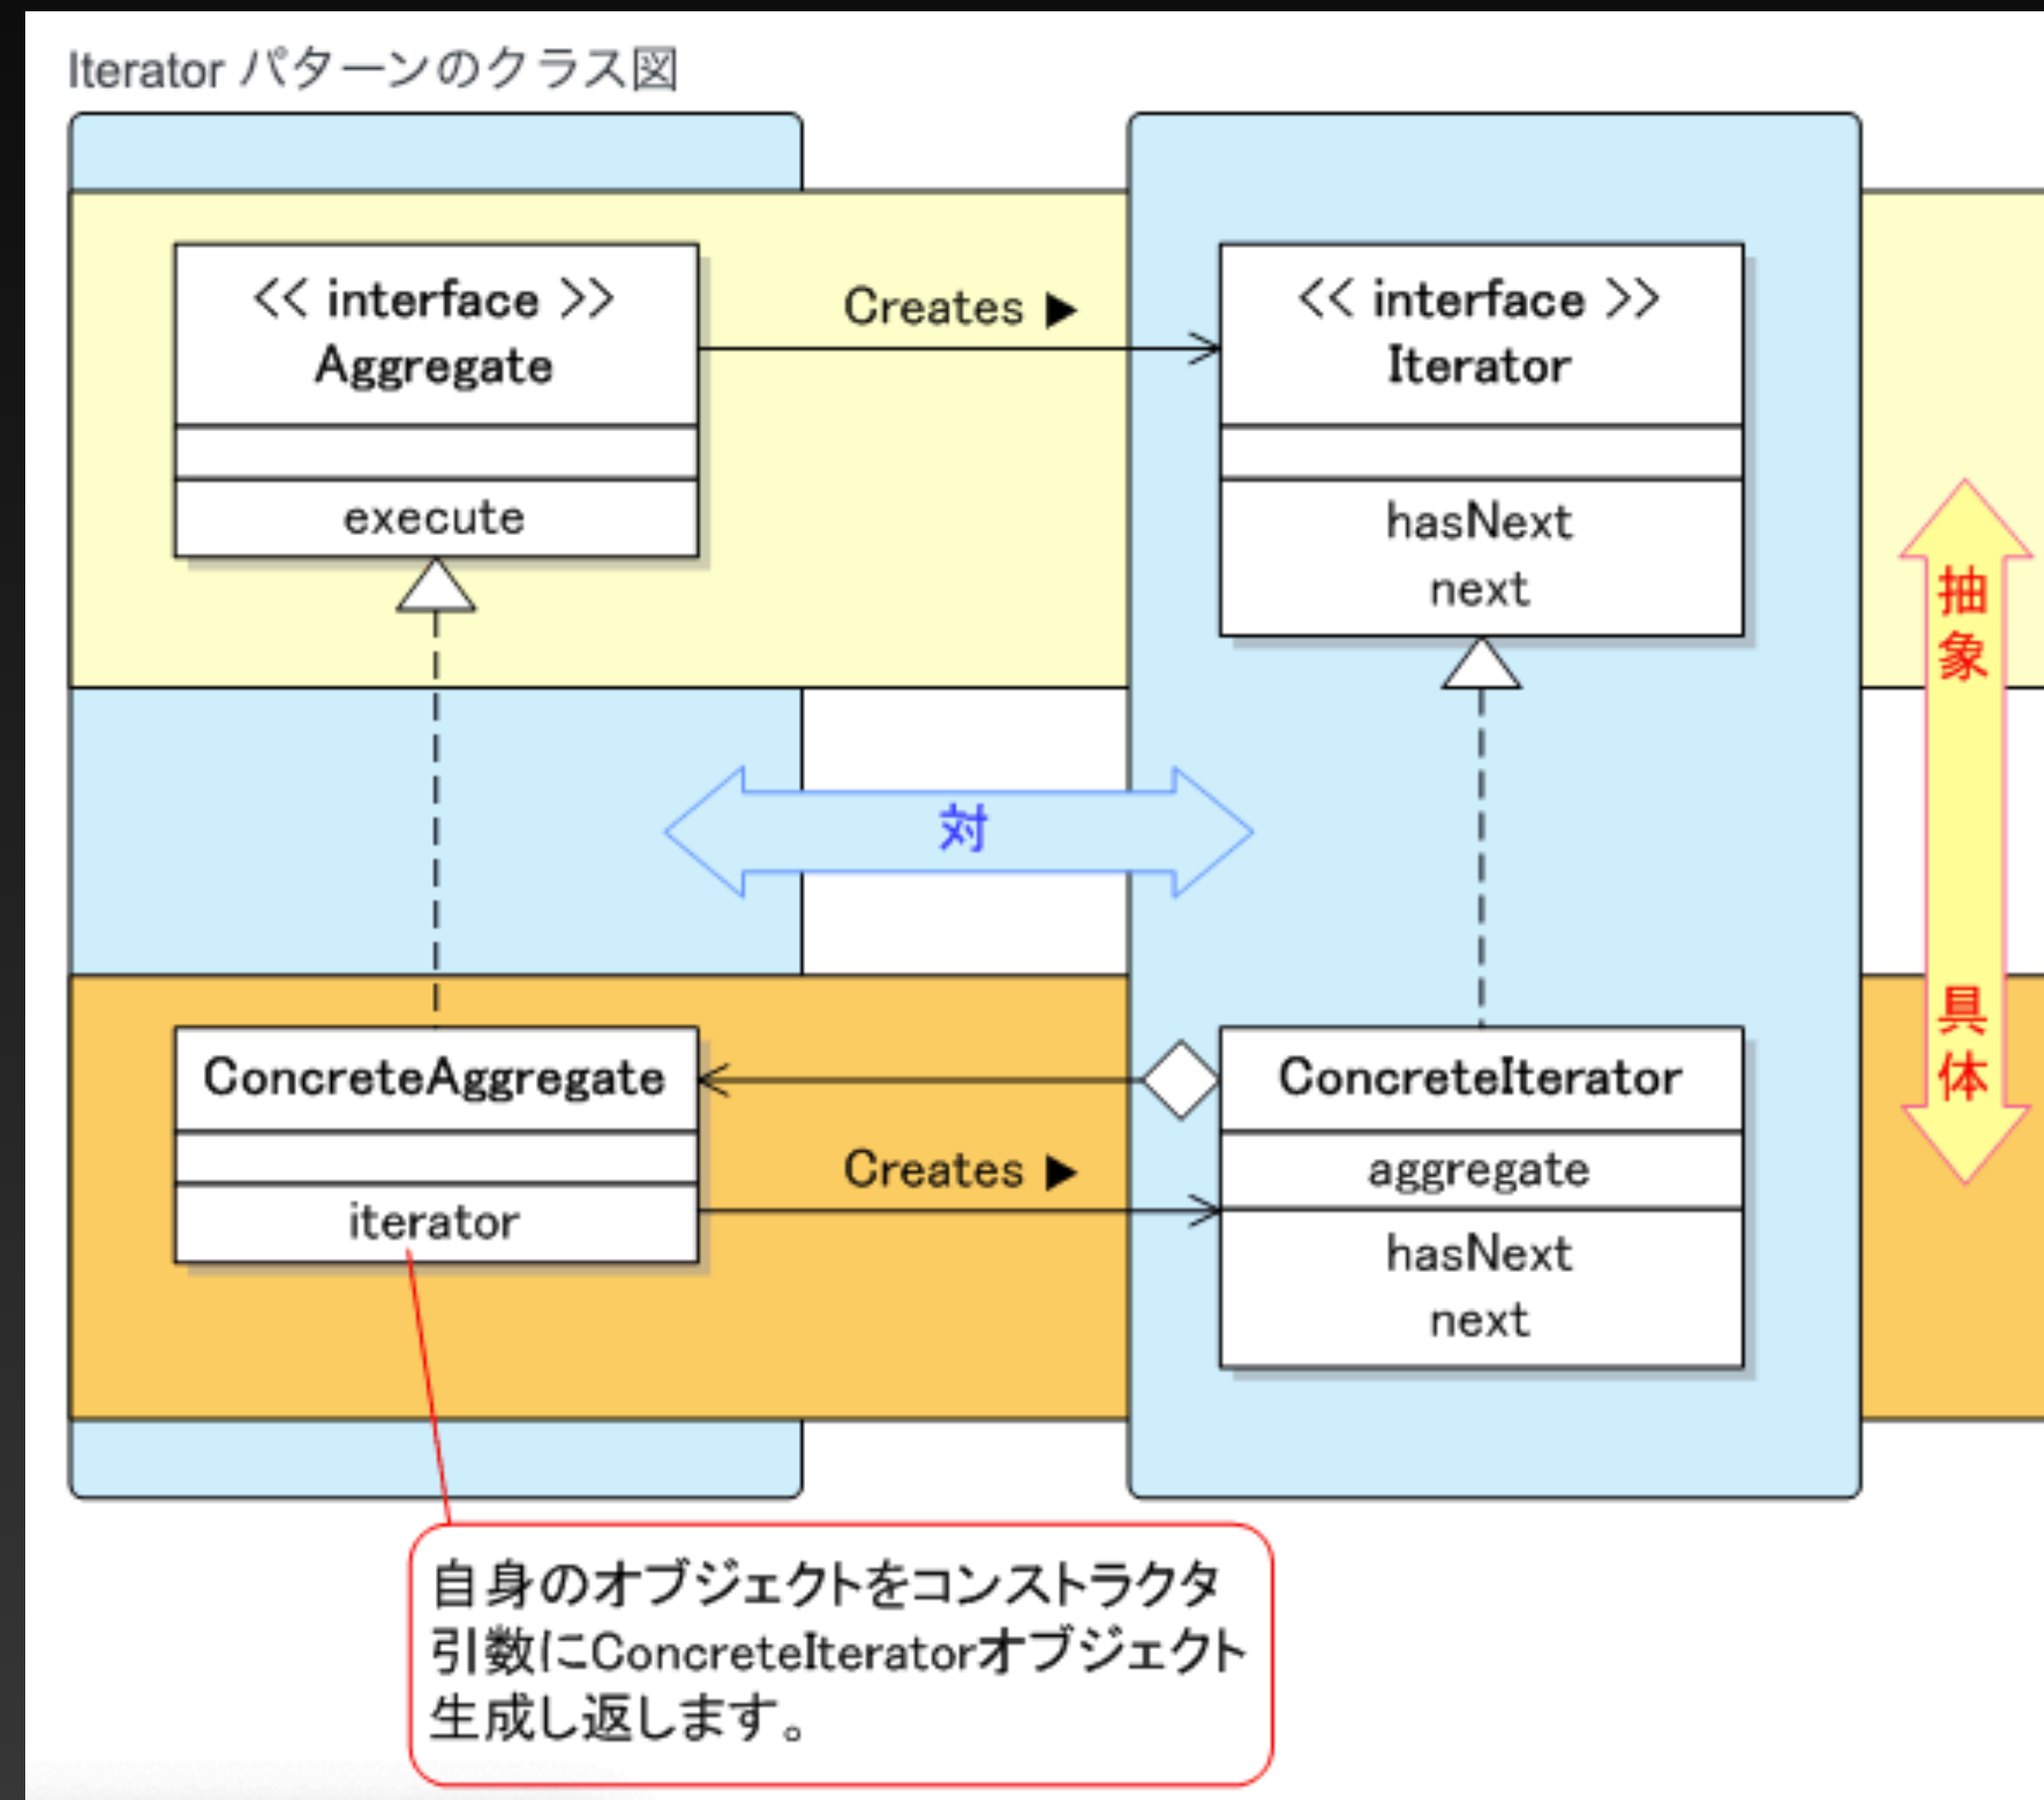 Iterator パターンのクラス図
<< interface >>
Aggregate
execute
Creates ▶
<< interface >>
Iterator
hasNext
next
抽
象
対
具
体
ConcreteAggregate
iterator
Creates ▶
ConcreteIterator
aggregate
hasNext
next
自身のオブジェクトをコンストラクタ
引数にConcreteIteratorオブジェクト
生成し返します。